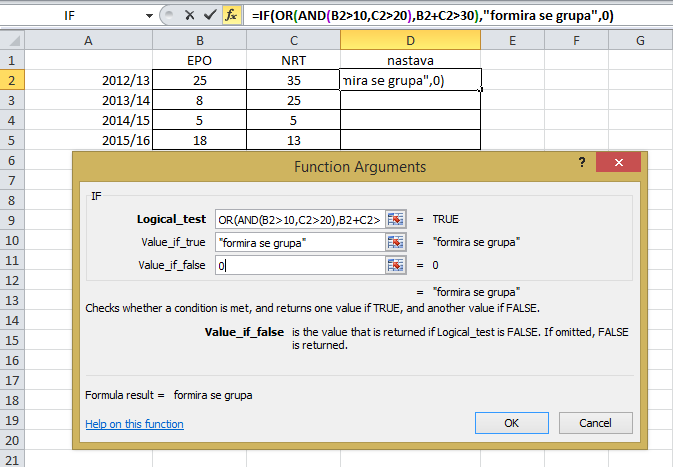 IF =IF(OR(AND(B2>10,C2>20),B2+C2>30),"formira se grupa",0)
A B C D E F G
1 EPO NRT nastava
2 2012/13 25 35 mira se grupa",0)
3 2013/14 8 25
4 2014/15 5 5
5 2015/16 18 13
6
7
8
9
10
11
12
13
14
15
16
17
18
19
20
21
Function Arguments ? x
IF
Logical_test OR(AND(B2>10,C2>20),B2+C2> = TRUE
Value_if_true "formira se grupa" = "formira se grupa"
Value_if_false 0 = 0
= "formira se grupa"
Checks whether a condition is met, and returns one value if TRUE, and another value if FALSE.
Value_if_false is the value that is returned if Logical_test is FALSE. If omitted, FALSE
is returned.
Formula result = formira se grupa
Help on this function OK Cancel